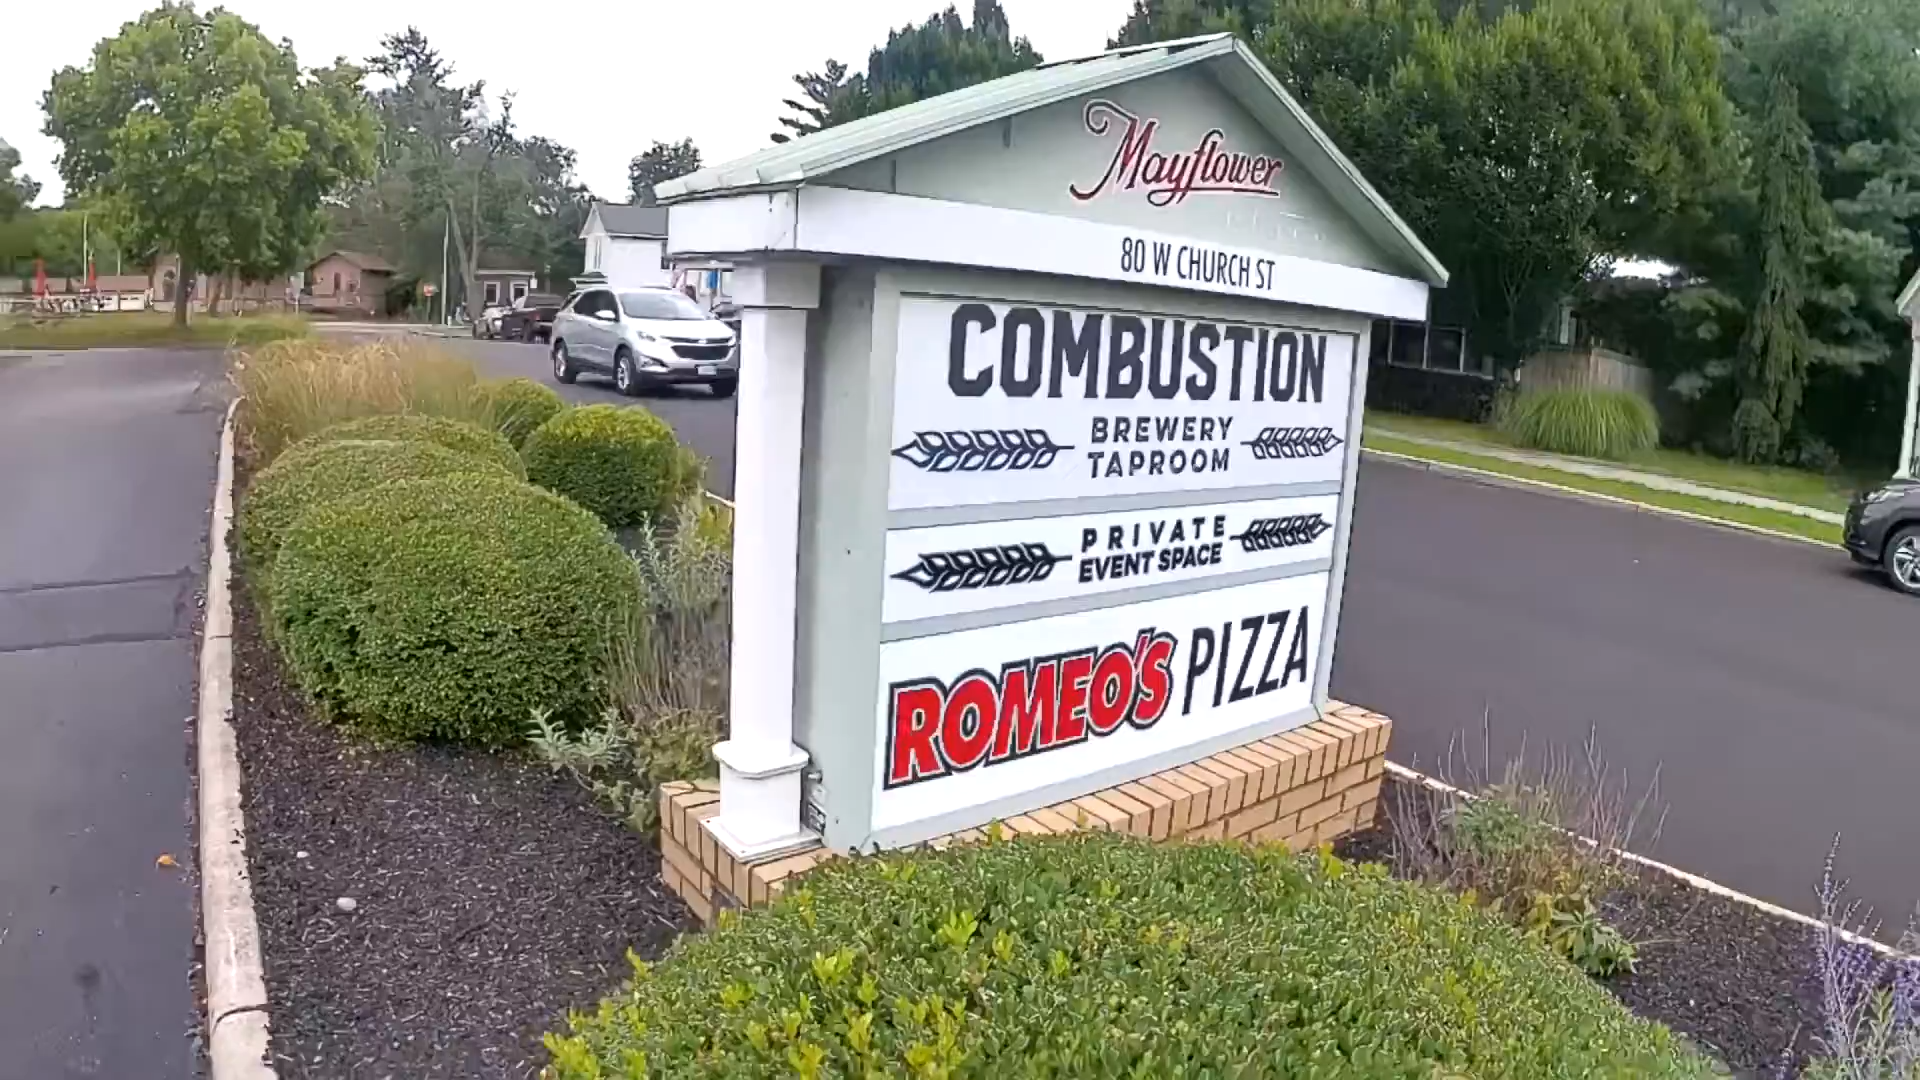 Mayflower
80 W CHURCH ST
COMBUSTION
BREWERY
TAPROOM
PRIVATE
EVENT SPACE
ROMEO'S PIZZA